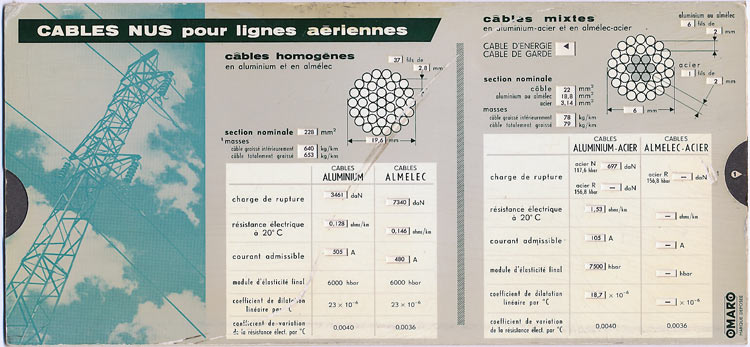 CABLES NUS pour lignes aériennes
câbles homogènes
en aluminium et en almélec
37 fils de
2,8 mm
19,6 mm
section nominale 228 mm²
masses
câble graissé intérieurement 640 kg/km
câble totalement graissé 653 kg/km
CABLES ALUMINIUM
CABLES ALMELEC
charge de rupture 3461 daN 7340 daN
résistance électrique à 20°C 0,128 ohms/km 0,146 ohms/km
courant admissible 505 A 480 A
module d'élasticité final 6000 hbar 6000 hbar
coefficient de dilatation linéaire par °C 23 × 10⁻⁶ 23 × 10⁻⁶
coefficient de variation de la résistance élect. par °C 0,0040 0,0036
câbles mixtes
en aluminium-acier et en almélec-acier
CABLE D'ENERGIE
CABLE DE GARDE
aluminium ou almélec
6 fils de
2 mm
acier
1 fils de
2 mm
6 mm
section nominale
câble 22 mm²
aluminium ou almélec 18,8 mm²
acier 3,14 mm²
masses
câble graissé intérieurement 78 kg/km
câble totalement graissé 79 kg/km
CABLES ALUMINIUM-ACIER
CABLES ALMELEC-ACIER
charge de rupture
acier N 697 daN
117,6 hbar
acier R — daN
156,8 hbar
acier R — daN
156,8 hbar
résistance électrique à 20°C 1,53 ohms/km — ohms/km
courant admissible 105 A — A
module d'élasticité final 7500 hbar — hbar
coefficient de dilatation linéaire par °C 18,7 × 10⁻⁶ — × 10⁻⁶
coefficient de variation de la résistance élect. par °C 0,0040 0,0036
OMARO